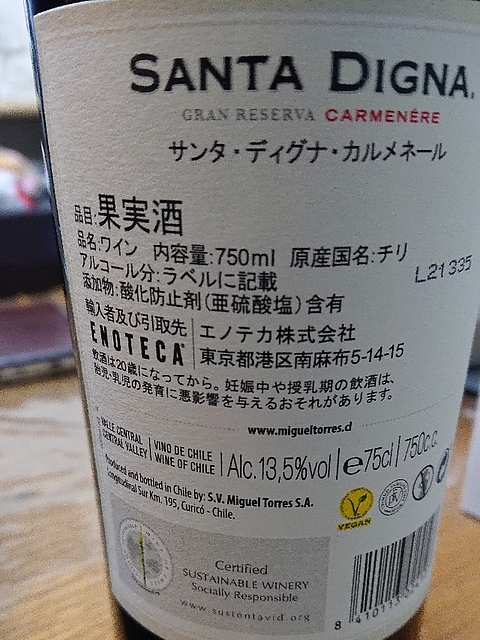 SANTA DIGNA.
GRAN RESERVA CARMENÉRE
サンタ・ディグナ・カルメネール
品目:果実酒
品名:ワイン 内容量:750ml 原産国名:チリ
アルコール分:ラベルに記載
L21335
添加物:酸化防止剤(亜硫酸塩)含有
輸入者及び引取先
ENOTECA
エノテカ株式会社
東京都港区南麻布5-14-15
飲酒は20歳になってから。妊娠中や授乳期の飲酒は、
胎児・乳児の発育に悪影響を与えるおそれがあります。
www.migueltorres.cl
VALLE CENTRAL
CENTRAL VALLEY
VINO DE CHILE
WINE OF CHILE
Alc.13,5%vol | e75cl | 750c.c.
Produced and bottled in Chile by: S.V. Miguel Torres S.A.
Longitudinal Sur Km. 195, Curicó - Chile.
V
VEGAN
Certified
SUSTAINABLE WINERY
Socially Responsible
www.sustentavid.org